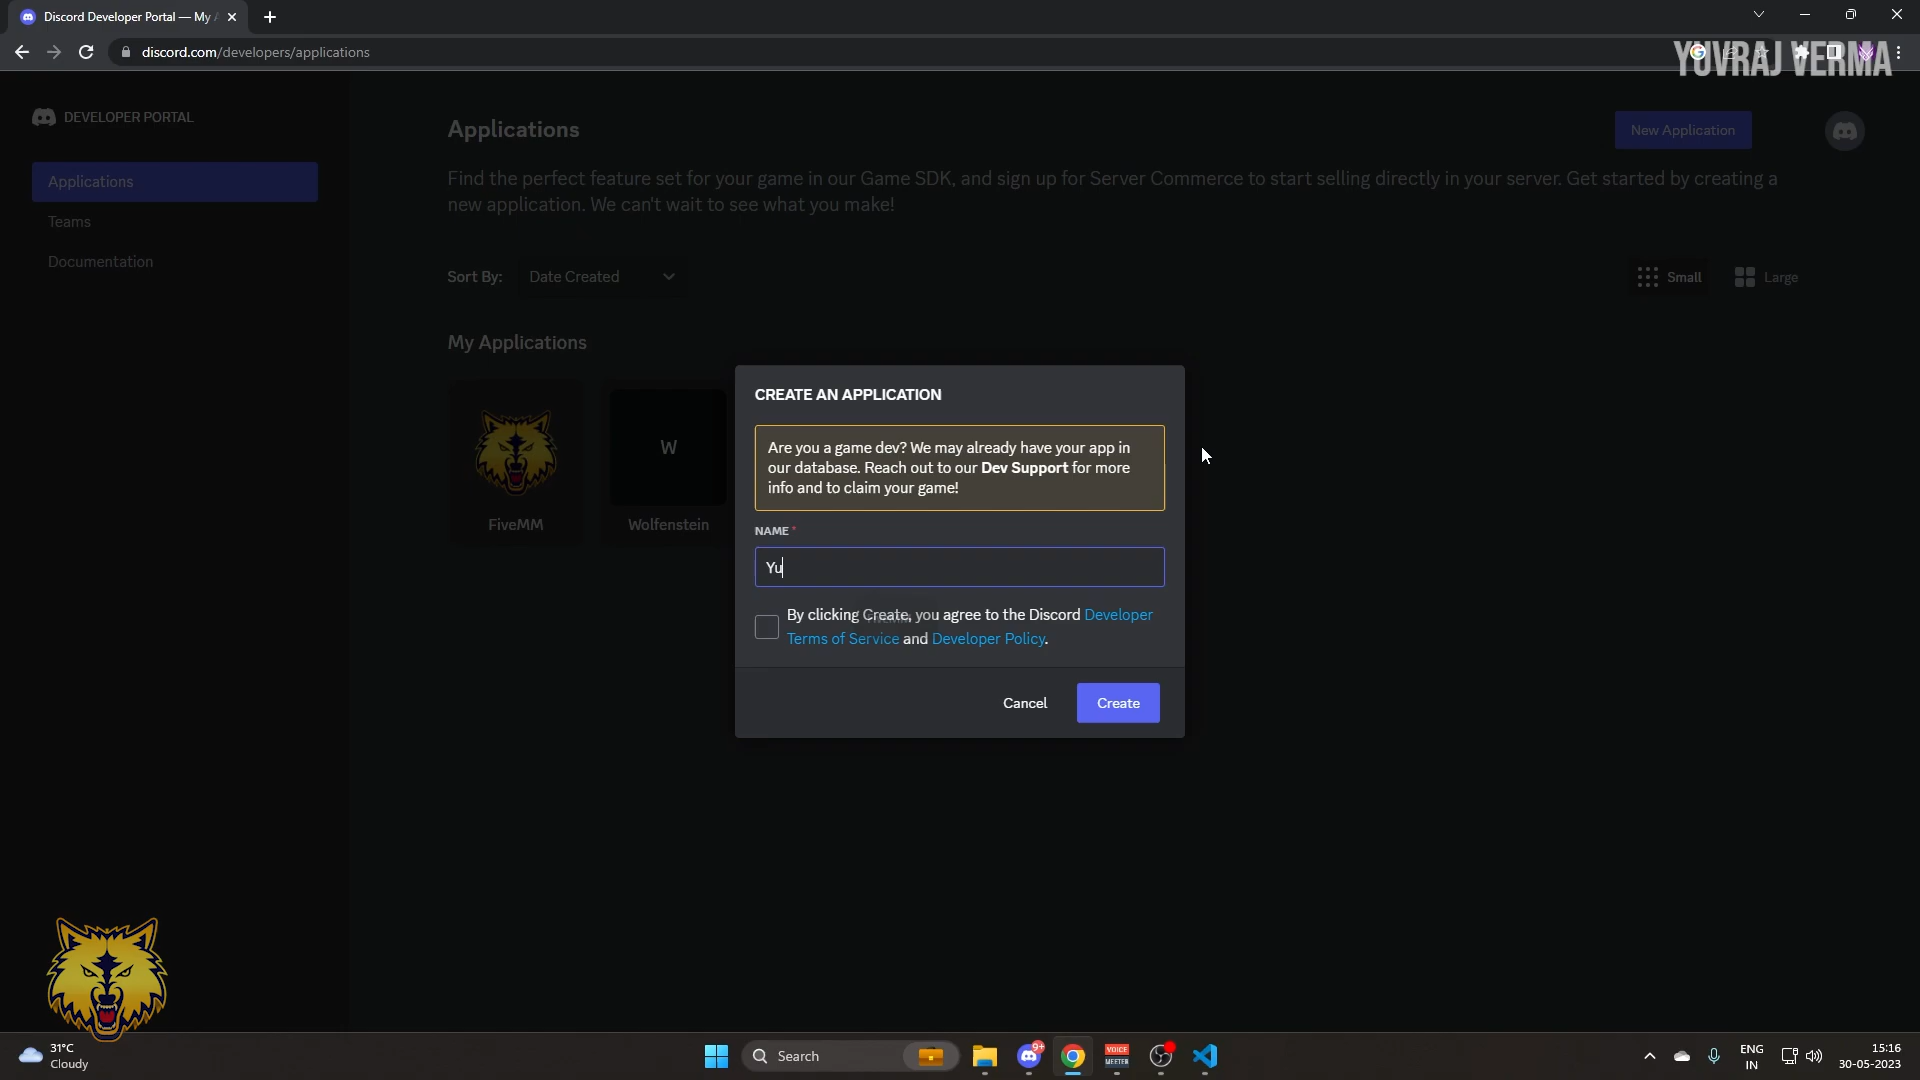 Discord Developer Portal — My A
discord.com/developers/applications
YUVRAJ VERMA
DEVELOPER PORTAL
Applications
Teams
Documentation
Applications
New Application
Find the perfect feature set for your game in our Game SDK, and sign up for Server Commerce to start selling directly in your server. Get started by creating a
new application. We can't wait to see what you make!
Sort By:
Date Created
Small
Large
My Applications
W
FiveMM
Wolfenstein
CREATE AN APPLICATION
Are you a game dev? We may already have your app in
our database. Reach out to our Dev Support for more
info and to claim your game!
NAME *
Yu
By clicking Create, you agree to the Discord Developer
Terms of Service and Developer Policy.
Cancel
Create
31°C
Cloudy
Search
9+
VOICE
MEETER
ENG
IN
15:16
30-05-2023